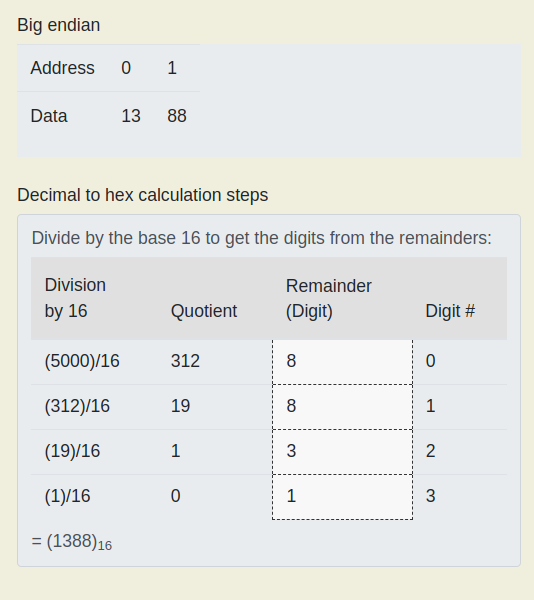 Big endian
Address 0 1
Data 13 88
Decimal to hex calculation steps
Divide by the base 16 to get the digits from the remainders:
Division by 16 Quotient Remainder (Digit) Digit #
(5000)/16 312 8 0
(312)/16 19 8 1
(19)/16 1 3 2
(1)/16 0 1 3
= (1388)16